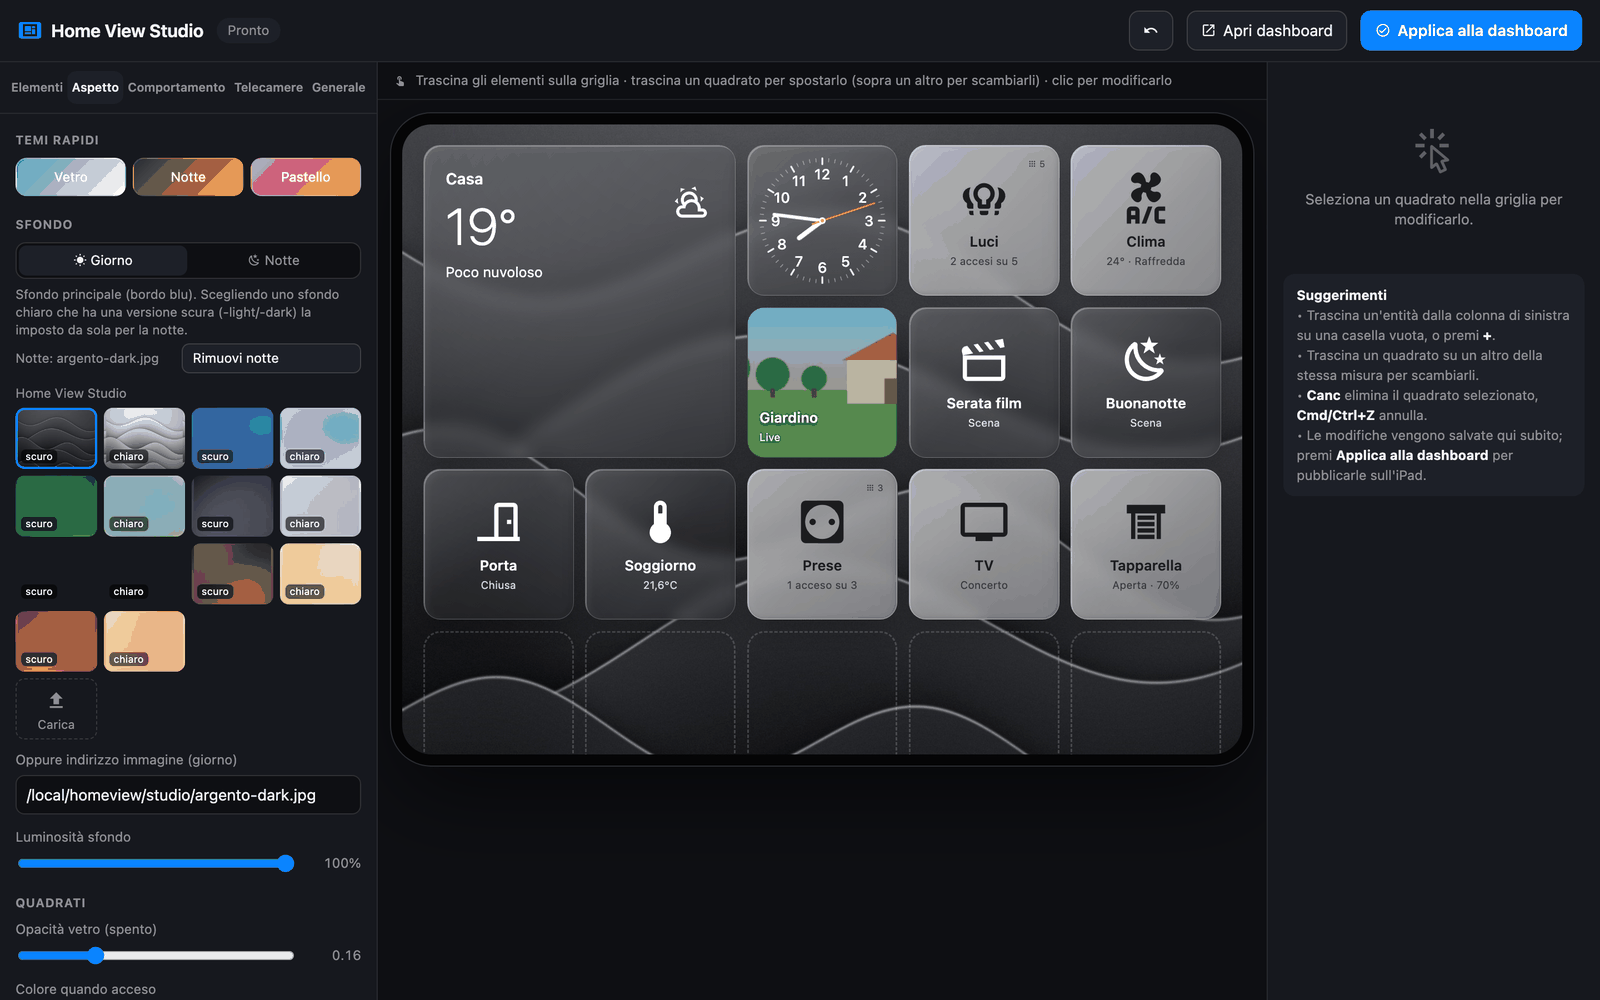 Home View Studio
Pronto
Apri dashboard
Applica alla dashboard
Elementi
Aspetto
Comportamento
Telecamere
Generale
Trascina gli elementi sulla griglia · trascina un quadrato per spostarlo (sopra un altro per scambiarli) · clic per modificarlo
TEMI RAPIDI
Vetro
Notte
Pastello
SFONDO
Giorno
Notte
Sfondo principale (bordo blu). Scegliendo uno sfondo
chiaro che ha una versione scura (-light/-dark) la
imposto da sola per la notte.
Notte: argento-dark.jpg
Rimuovi notte
Home View Studio
scuro
chiaro
scuro
chiaro
scuro
chiaro
scuro
chiaro
scuro
chiaro
scuro
chiaro
scuro
chiaro
Carica
Oppure indirizzo immagine (giorno)
/local/homeview/studio/argento-dark.jpg
Luminosità sfondo
100%
QUADRATI
Opacità vetro (spento)
0.16
Colore quando acceso
Casa
19°
Poco nuvoloso
12
1
2
3
4
5
6
7
8
9
10
11
5
Luci
2 accesi su 5
A/C
Clima
24° · Raffredda
Giardino
Live
Serata film
Scena
Buonanotte
Scena
Porta
Chiusa
Soggiorno
21,6°C
3
Prese
1 acceso su 3
TV
Concerto
Tapparella
Aperta · 70%
Seleziona un quadrato nella griglia per
modificarlo.
Suggerimenti
• Trascina un'entità dalla colonna di sinistra
su una casella vuota, o premi +.
• Trascina un quadrato su un altro della
stessa misura per scambiarli.
• Canc elimina il quadrato selezionato,
Cmd/Ctrl+Z annulla.
• Le modifiche vengono salvate qui subito;
premi Applica alla dashboard per
pubblicarle sull'iPad.